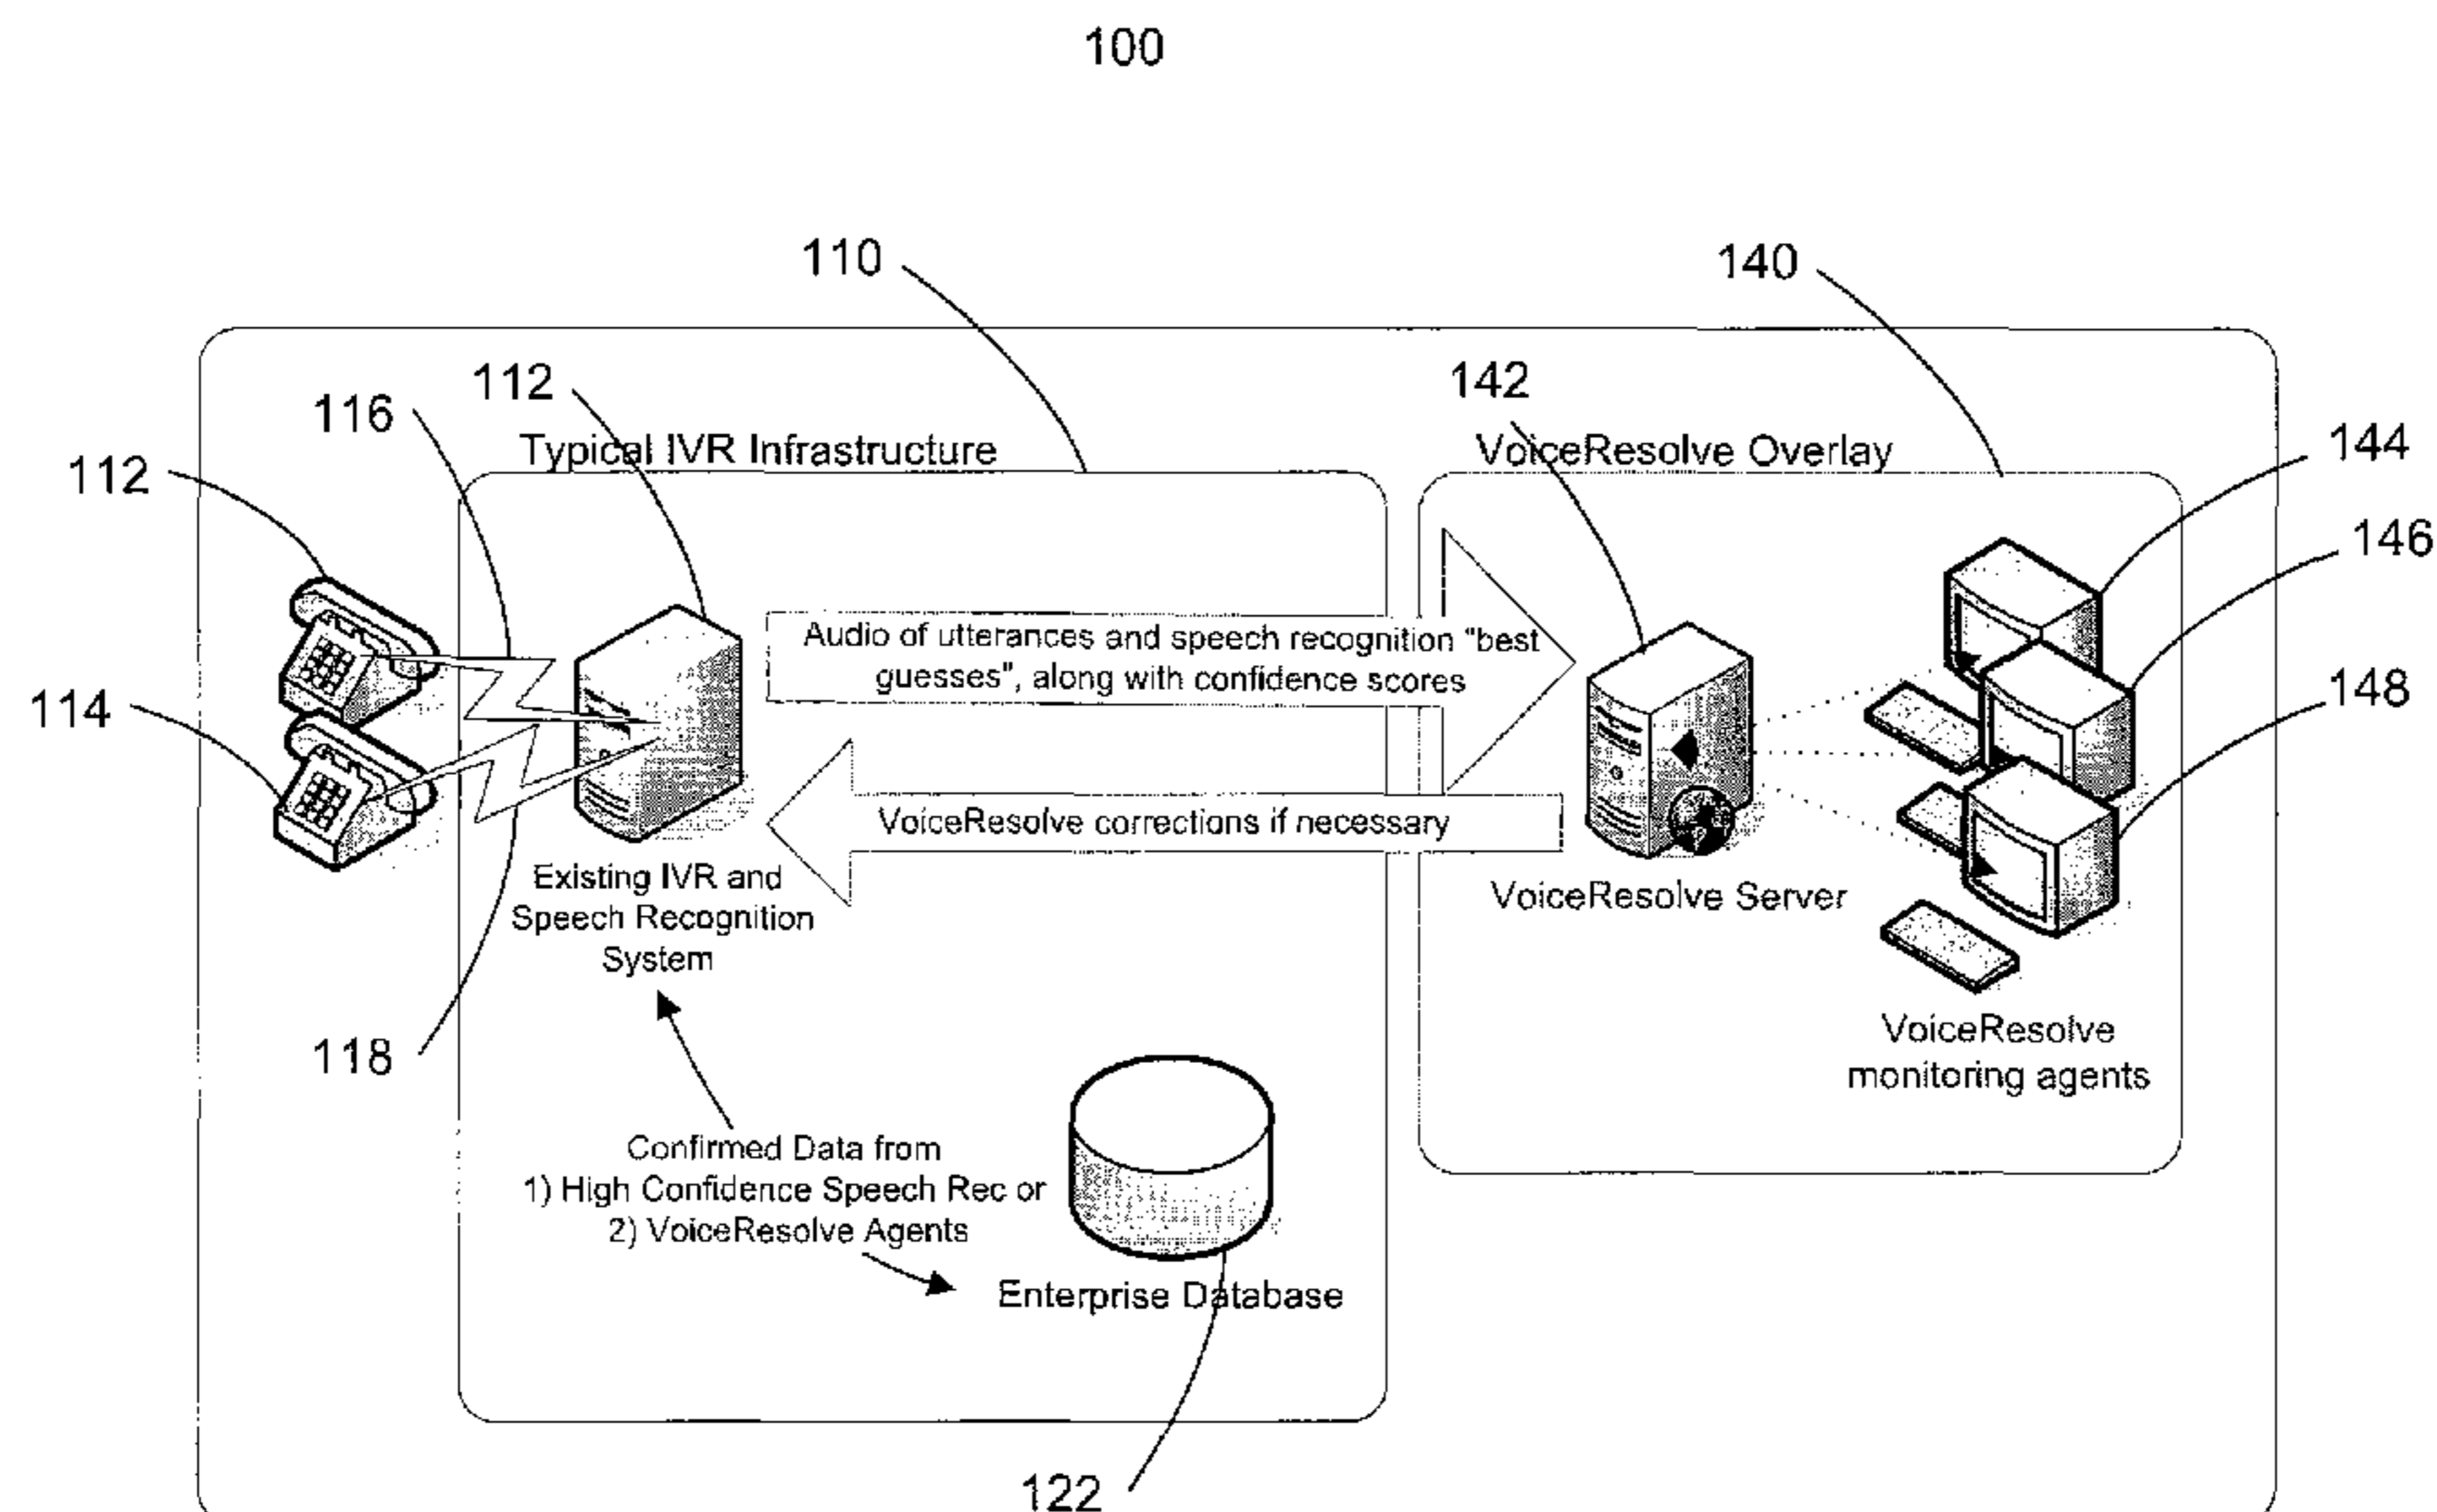 100
110
140
112
142
116
144
Typical IVR Infrastructure
VoiceResolve Overlay
112
146
Audio of utterances and speech recognition "best
guesses", along with confidence scores
148
114
VoiceResolve corrections if necessary
Existing IVR and
Speech Recognition
System
VoiceResolve Server
118
VoiceResolve
monitoring agents
Confirmed Data from
1) High Confidence Speech Rec or
2) VoiceResolve Agents
Enterprise Database
122